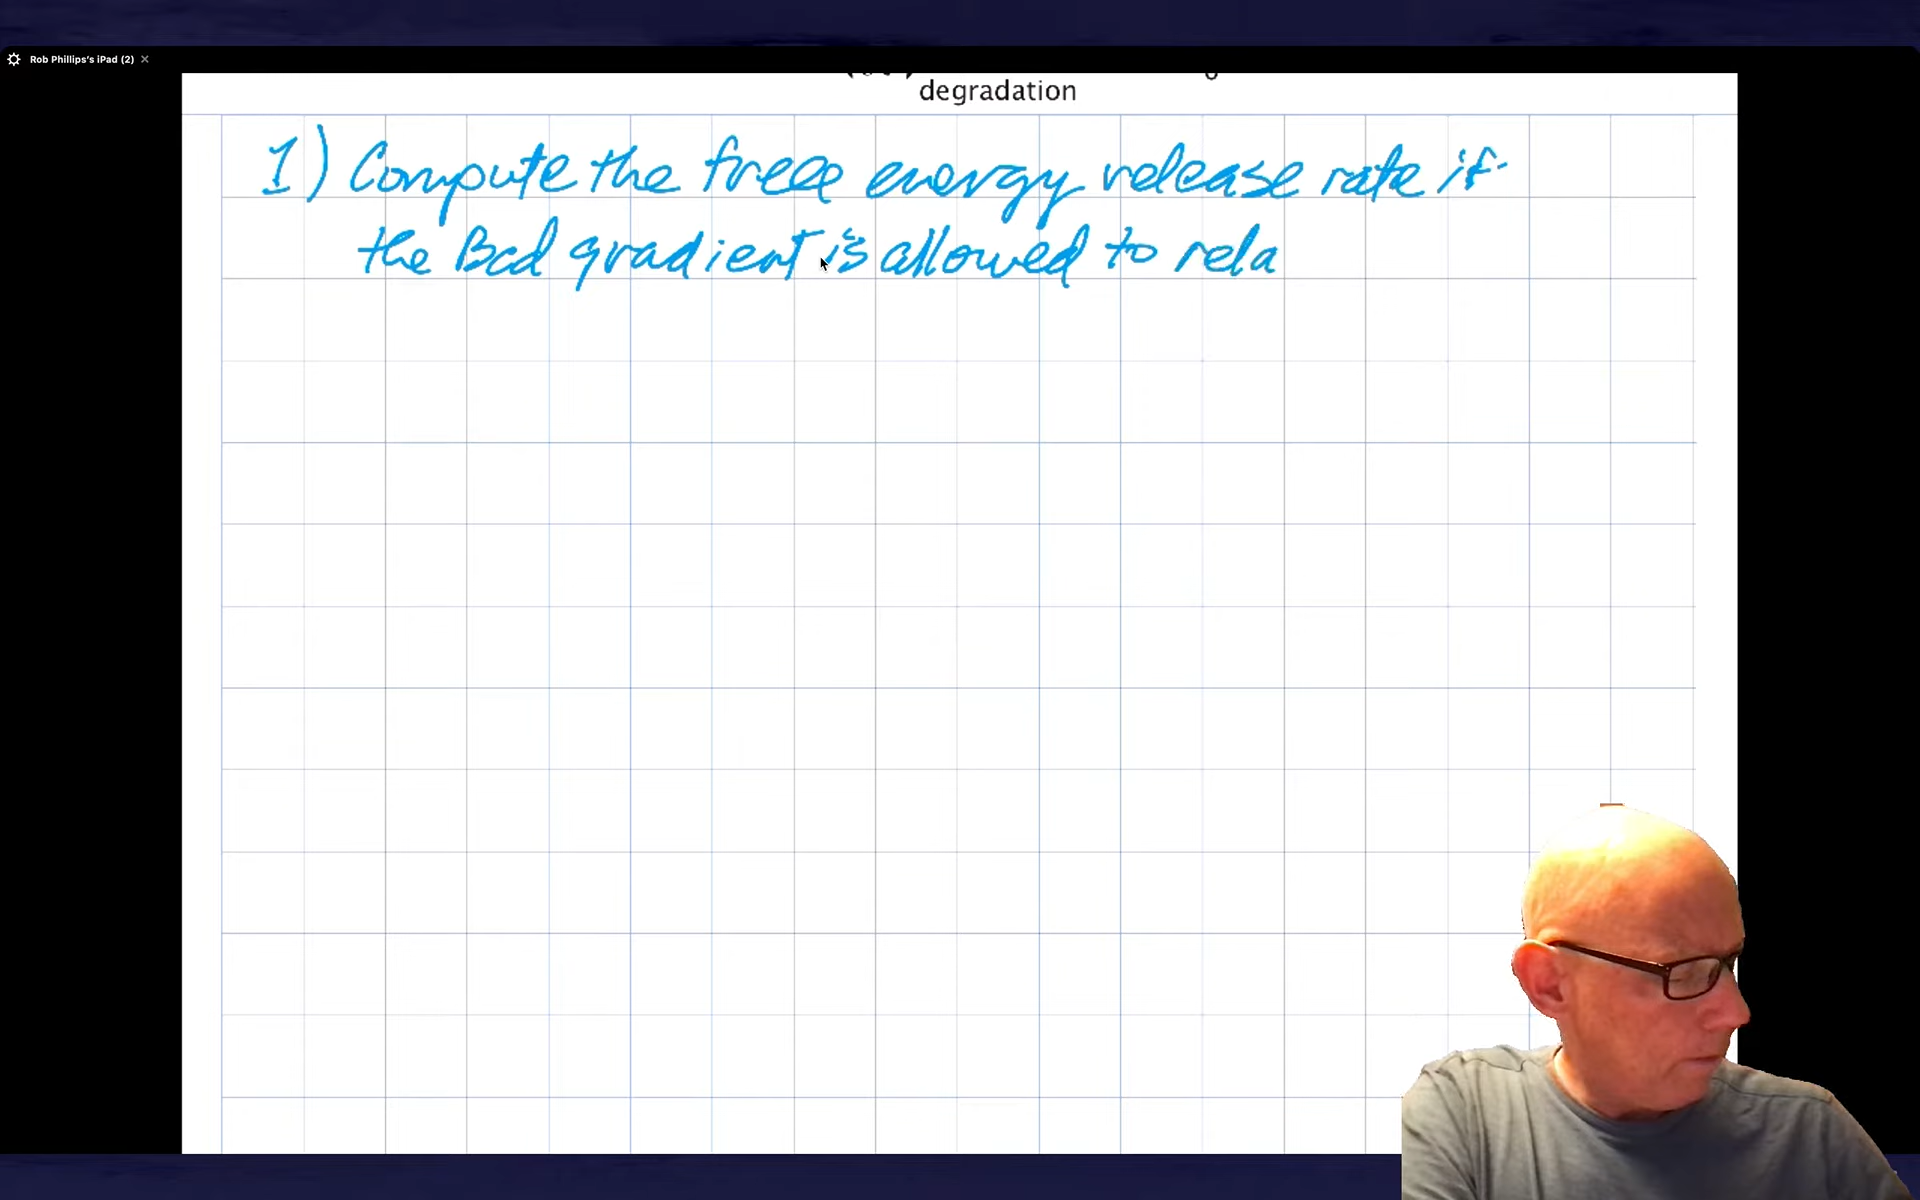 Rob Phillips's iPad (2) ×
degradation
1) Compute the free energy release rate if
the Bcd gradient is allowed to rela